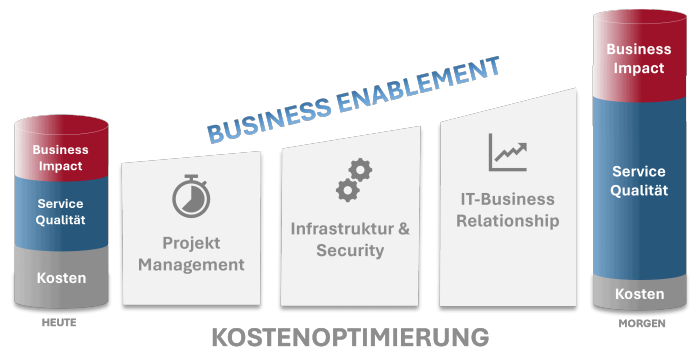 BUSINESS ENABLEMENT
Business
Impact
Service
Qualität
Kosten
HEUTE
Projekt
Management
Infrastruktur &
Security
IT-Business
Relationship
Business
Impact
Service
Qualität
Kosten
MORGEN
KOSTENOPTIMIERUNG